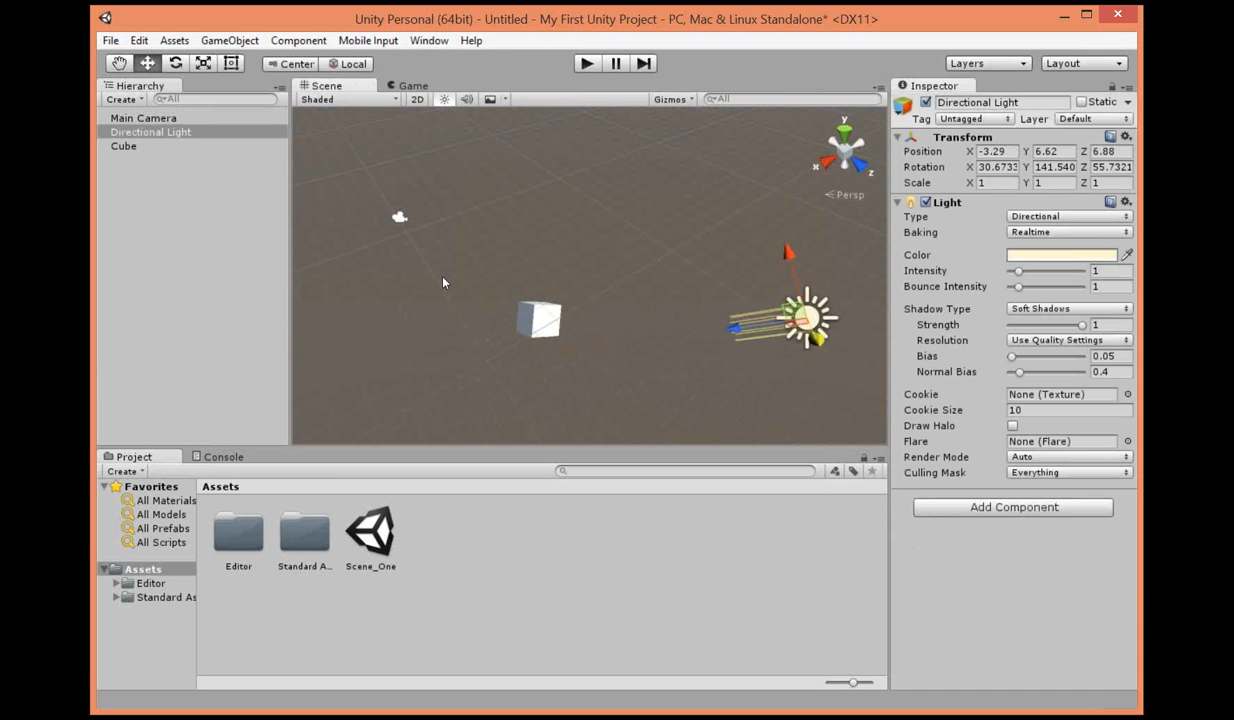 Unity Personal (64bit) - Untitled - My First Unity Project - PC, Mac & Linux Standalone* <DX11>
File Edit Assets GameObject Component Mobile Input Window Help
Center Local Layers Layout
Hierarchy
Create All
Main Camera
Directional Light
Cube
Scene Game
Shaded 2D Gizmos All
y
x
z
Persp
Inspector
Directional Light Static
Tag Untagged Layer Default
Transform
Position X -3.29 Y 6.62 Z 6.88
Rotation X 30.6733 Y 141.540 Z 55.7321
Scale X 1 Y 1 Z 1
Light
Type Directional
Baking Realtime
Color
Intensity 1
Bounce Intensity 1
Shadow Type Soft Shadows
Strength 1
Resolution Use Quality Settings
Bias 0.05
Normal Bias 0.4
Cookie None (Texture)
Cookie Size 10
Draw Halo
Flare None (Flare)
Render Mode Auto
Culling Mask Everything
Add Component
Project Console
Create
Favorites
All Materials
All Models
All Prefabs
All Scripts
Assets
Editor
Standard As
Assets
Editor Standard A... Scene_One